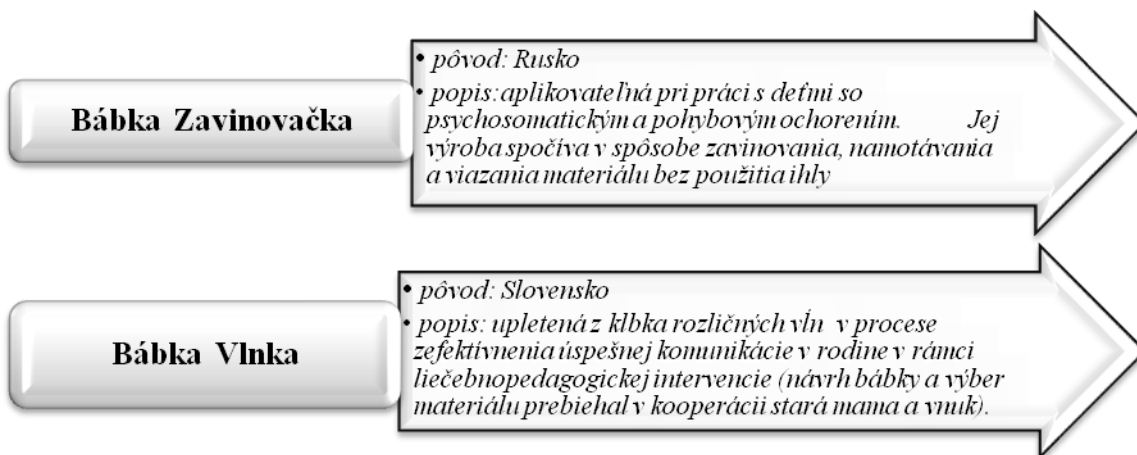 Bábka Zavinovačka
• pôvod: Rusko
• popis:aplikovateľná pri práci s deťmi so
psychosomatickým a pohybovým ochorením. Jej
výroba spočíva v spôsobe zavinovania, namotávania
a viazania materiálu bez použitia ihly
Bábka Vlnka
• pôvod: Slovensko
• popis: upletená z klbka rozličných vĺn v procese
zefektívnenia úspešnej komunikácie v rodine v rámci
liečebnopedagogickej intervencie (návrh bábky a výber
materiálu prebiehal v kooperácii stará mama a vnuk).